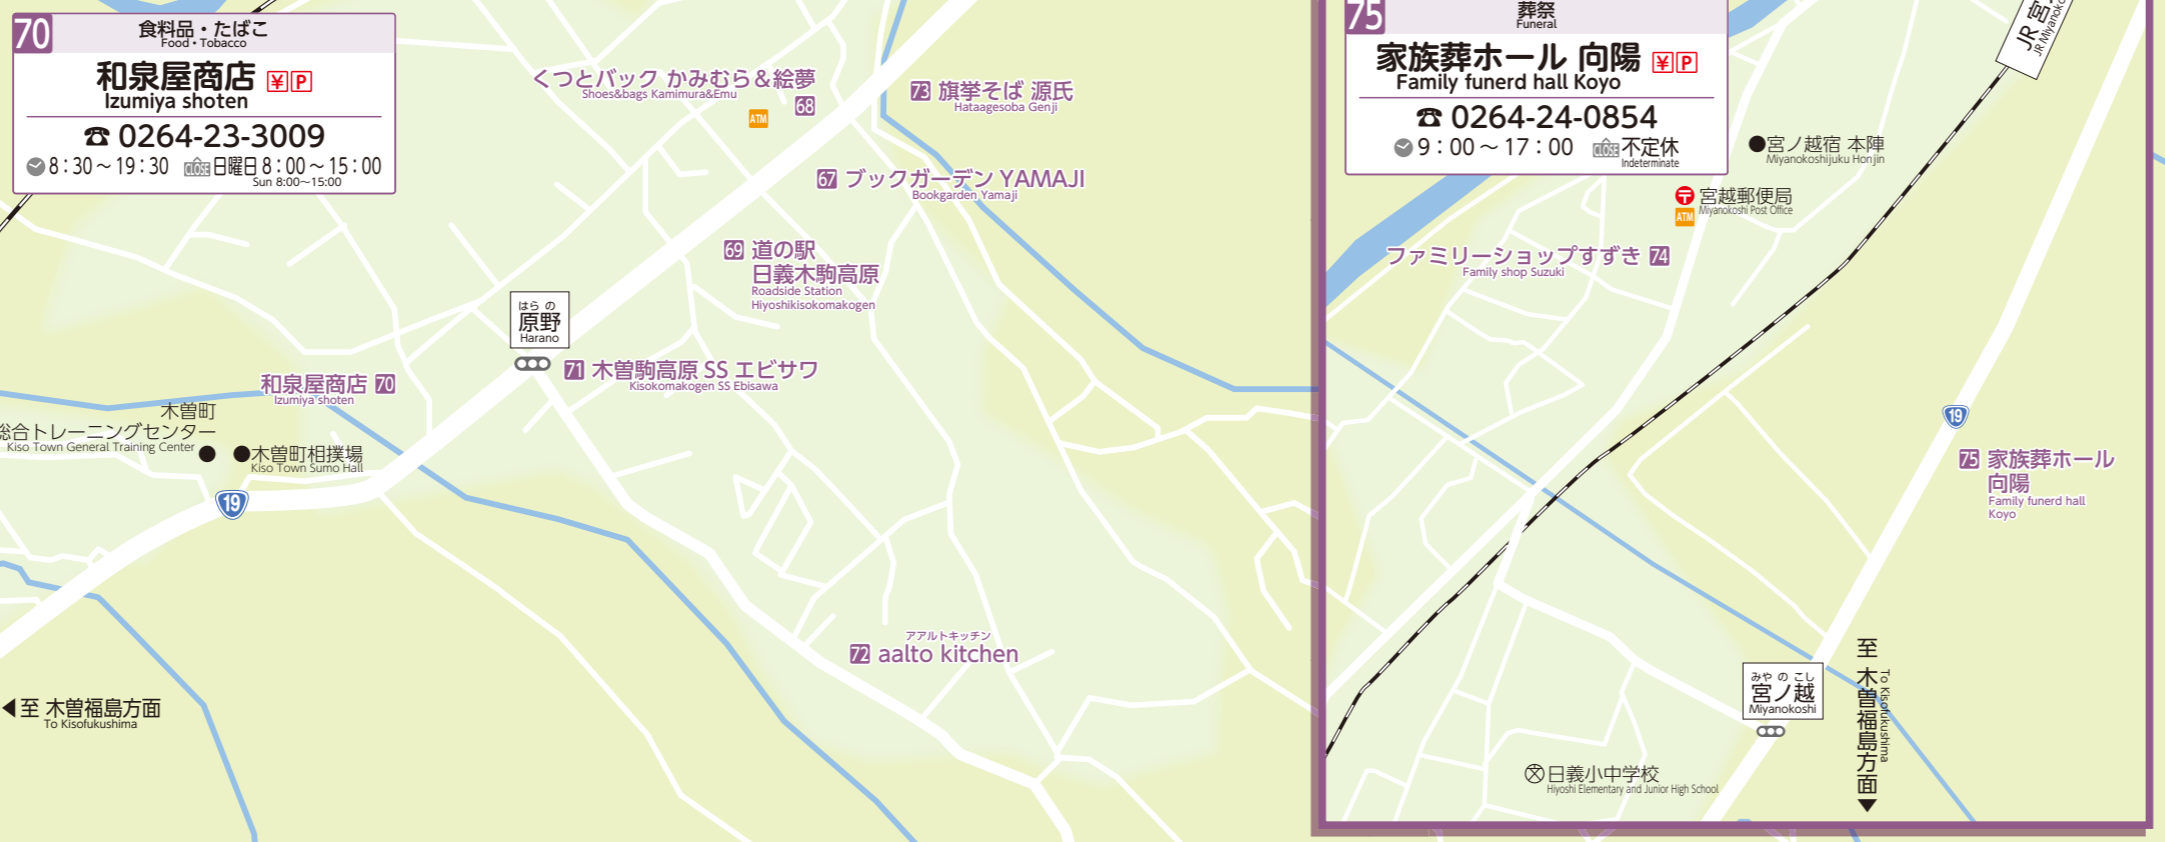 70
食料品・たばこ
Food・Tobacco
和泉屋商店 ¥ P
Izumiya shoten
☎ 0264-23-3009
8：30～19：30 CLOSE 日曜日 8：00～15：00
Sun 8:00~15:00
くつとバック かみむら＆絵夢
Shoes&bags Kamimura&Emu
68
ATM
73 旗挙そば 源氏
Hataagesoba Genji
67 ブックガーデン YAMAJI
Bookgarden Yamaji
69 道の駅
日義木駒高原
Roadside Station
Hiyoshikisokomakogen
はら の
原野
Harano
71 木曽駒高原 SS エビサワ
Kisokomakogen SS Ebisawa
和泉屋商店 70
Izumiya shoten
木曽町
総合トレーニングセンター
Kiso Town General Training Center
木曽町相撲場
Kiso Town Sumo Hall
19
アアルトキッチン
72 aalto kitchen
◀至 木曽福島方面
To Kisofukushima
75
葬祭
Funeral
家族葬ホール 向陽 ¥ P
Family funerd hall Koyo
☎ 0264-24-0854
9：00～17：00 CLOSE 不定休
Indeterminate
JR 宮
JR Miyanoko
●宮ノ越宿 本陣
Miyanokoshijuku Honjin
〒 宮越郵便局
Miyanokoshi Post Office
ATM
ファミリーショップすずき 74
Family shop Suzuki
19
75 家族葬ホール
向陽
Family funerd hall
Koyo
みや の こし
宮ノ越
Miyanokoshi
至 木曽福島方面▼
To Kisofukushima
文 日義小中学校
Hiyoshi Elementary and Junior High School